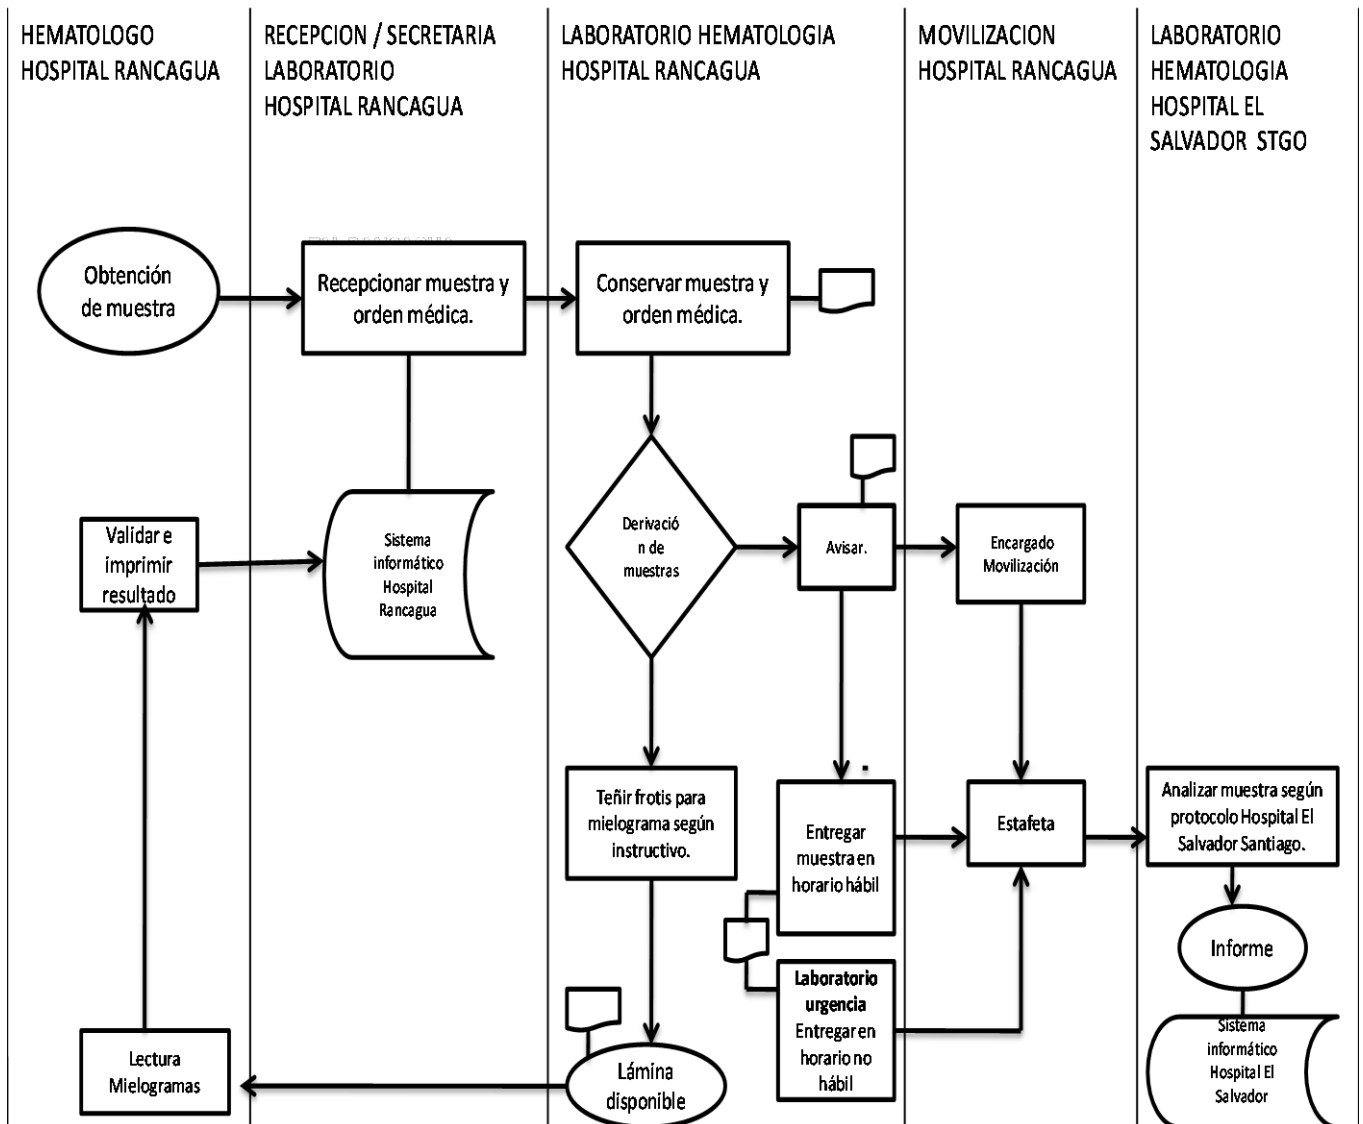 HEMATOLOGO
HOSPITAL RANCAGUA
RECEPCION / SECRETARIA
LABORATORIO
HOSPITAL RANCAGUA
LABORATORIO HEMATOLOGIA
HOSPITAL RANCAGUA
MOVILIZACION
HOSPITAL RANCAGUA
LABORATORIO
HEMATOLOGIA
HOSPITAL EL
SALVADOR STGO
Obtención
de muestra
Recepcionar muestra y
orden médica.
Conservar muestra y
orden médica.
Validar e
imprimir
resultado
Sistema
informático
Hospital
Rancagua
Derivació
n de
muestras
Avisar.
Encargado
Movilización
Teñir frotis para
mielograma según
instructivo.
Entregar
muestra en
horario hábil
Estafeta
Analizar muestra según
protocolo Hospital El
Salvador Santiago.
Informe
Laboratorio
urgencia
Entregar en
horario no
hábil
Lectura
Mielogramas
Lámina
disponible
Sistema
informático
Hospital El
Salvador